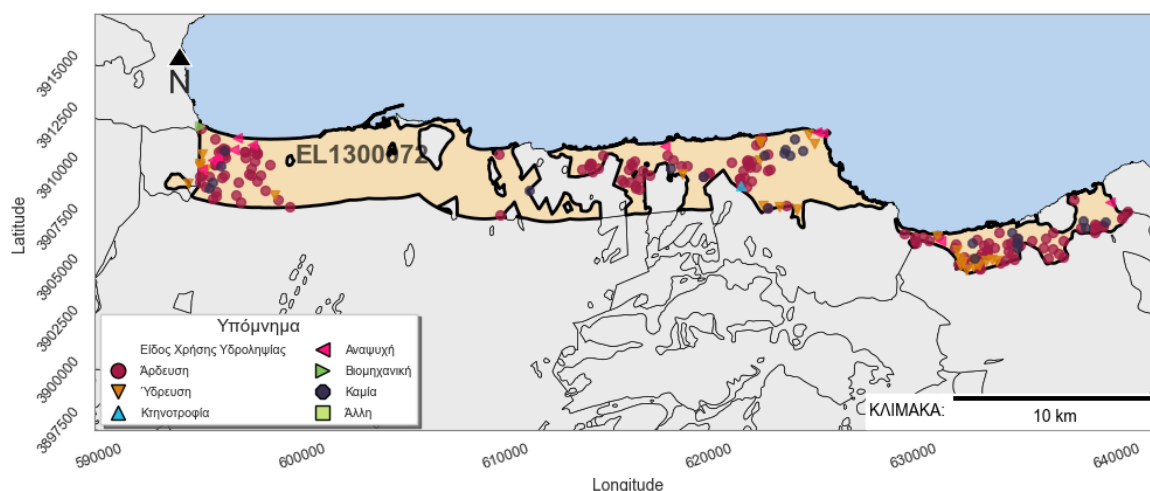 3915000
3912500
3910000
3907500
3905000
3902500
3900000
3897500
Latitude
N
EL1300072
Υπόμνημα
Είδος Χρήσης Υδροληψίας
Άρδευση
Ύδρευση
Κτηνοτροφία
Αναψυχή
Βιομηχανική
Καμία
Άλλη
ΚΛΙΜΑΚΑ:
10 km
590000
600000
610000
620000
630000
640000
Longitude